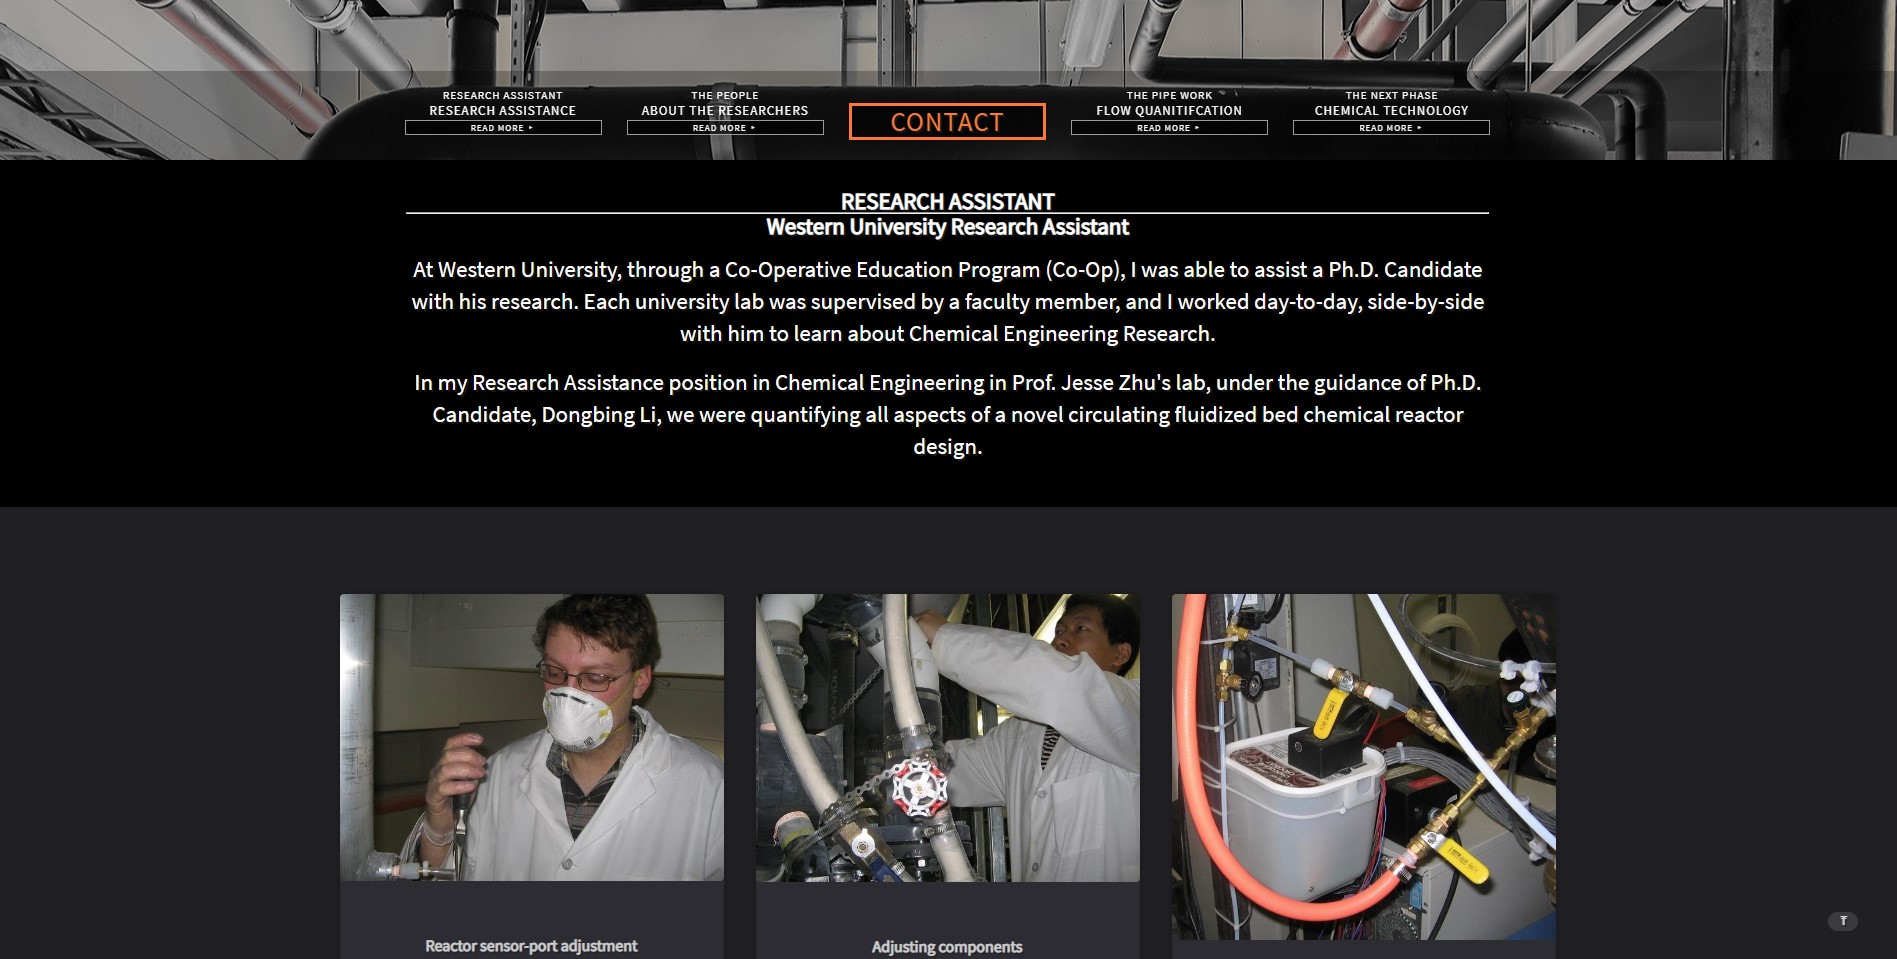 RESEARCH ASSISTANT
RESEARCH ASSISTANCE
READ MORE
THE PEOPLE
ABOUT THE RESEARCHERS
READ MORE
CONTACT
THE PIPE WORK
FLOW QUANITIFCATION
READ MORE
THE NEXT PHASE
CHEMICAL TECHNOLOGY
READ MORE
RESEARCH ASSISTANT
Western University Research Assistant
At Western University, through a Co-Operative Education Program (Co-Op), I was able to assist a Ph.D. Candidate
with his research. Each university lab was supervised by a faculty member, and I worked day-to-day, side-by-side
with him to learn about Chemical Engineering Research.
In my Research Assistance position in Chemical Engineering in Prof. Jesse Zhu's lab, under the guidance of Ph.D.
Candidate, Dongbing Li, we were quantifying all aspects of a novel circulating fluidized bed chemical reactor
design.
Reactor sensor-port adjustment
Adjusting components